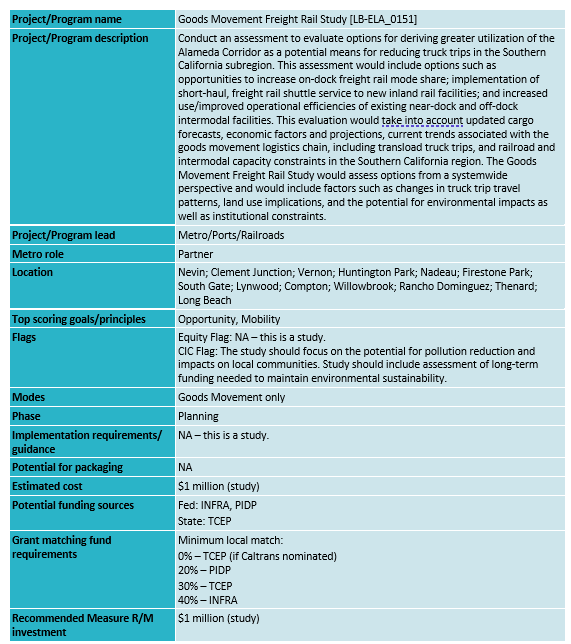 Project/Program name
Goods Movement Freight Rail Study [LB-ELA_0151]
Project/Program description
Conduct an assessment to evaluate options for deriving greater utilization of the
Alameda Corridor as a potential means for reducing truck trips in the Southern
California subregion. This assessment would include options such as
opportunities to increase on-dock freight rail mode share; implementation of
short-haul, freight rail shuttle service to new inland rail facilities; and increased
use/improved operational efficiencies of existing near-dock and off-dock
intermodal facilities. This evaluation would take into account updated cargo
forecasts, economic factors and projections, current trends associated with the
goods movement logistics chain, including transload truck trips, and railroad and
intermodal capacity constraints in the Southern California region. The Goods
Movement Freight Rail Study would assess options from a systemwide
perspective and would include factors such as changes in truck trip travel
patterns, land use implications, and the potential for environmental impacts as
well as institutional constraints.
Project/Program lead
Metro/Ports/Railroads
Metro role
Partner
Location
Nevin; Clement Junction; Vernon; Huntington Park; Nadeau; Firestone Park;
South Gate; Lynwood; Compton; Willowbrook; Rancho Dominguez; Thenard;
Long Beach
Top scoring goals/principles
Opportunity, Mobility
Flags
Equity Flag: NA – this is a study.
CIC Flag: The study should focus on the potential for pollution reduction and
impacts on local communities. Study should include assessment of long-term
funding needed to maintain environmental sustainability.
Modes
Goods Movement only
Phase
Planning
Implementation requirements/
guidance
NA – this is a study.
Potential for packaging
NA
Estimated cost
$1 million (study)
Potential funding sources
Fed: INFRA, PIDP
State: TCEP
Grant matching fund
requirements
Minimum local match:
0% – TCEP (if Caltrans nominated)
20% – PIDP
30% – TCEP
40% – INFRA
Recommended Measure R/M
investment
$1 million (study)